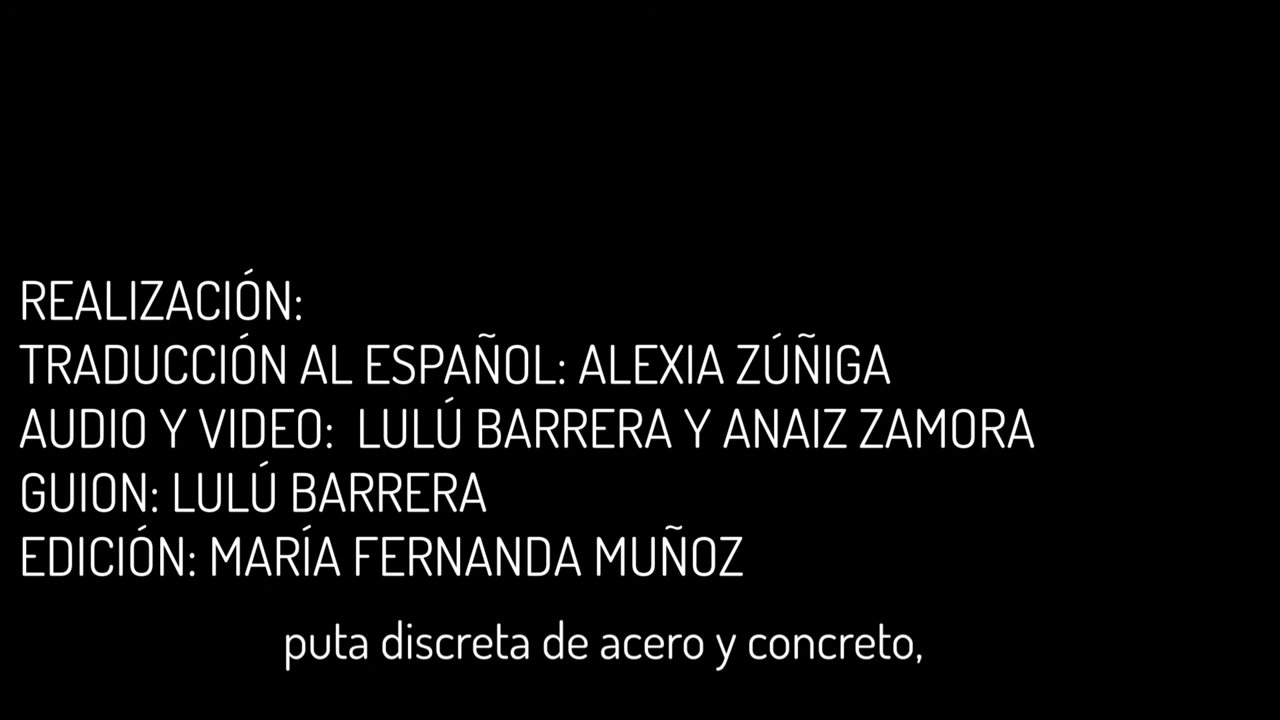 REALIZACIÓN:
TRADUCCIÓN AL ESPAÑOL: ALEXIA ZÚÑIGA
AUDIO Y VIDEO: LULÚ BARRERA Y ANAIZ ZAMORA
GUION: LULÚ BARRERA
EDICIÓN: MARÍA FERNANDA MUÑOZ
puta discreta de acero y concreto,